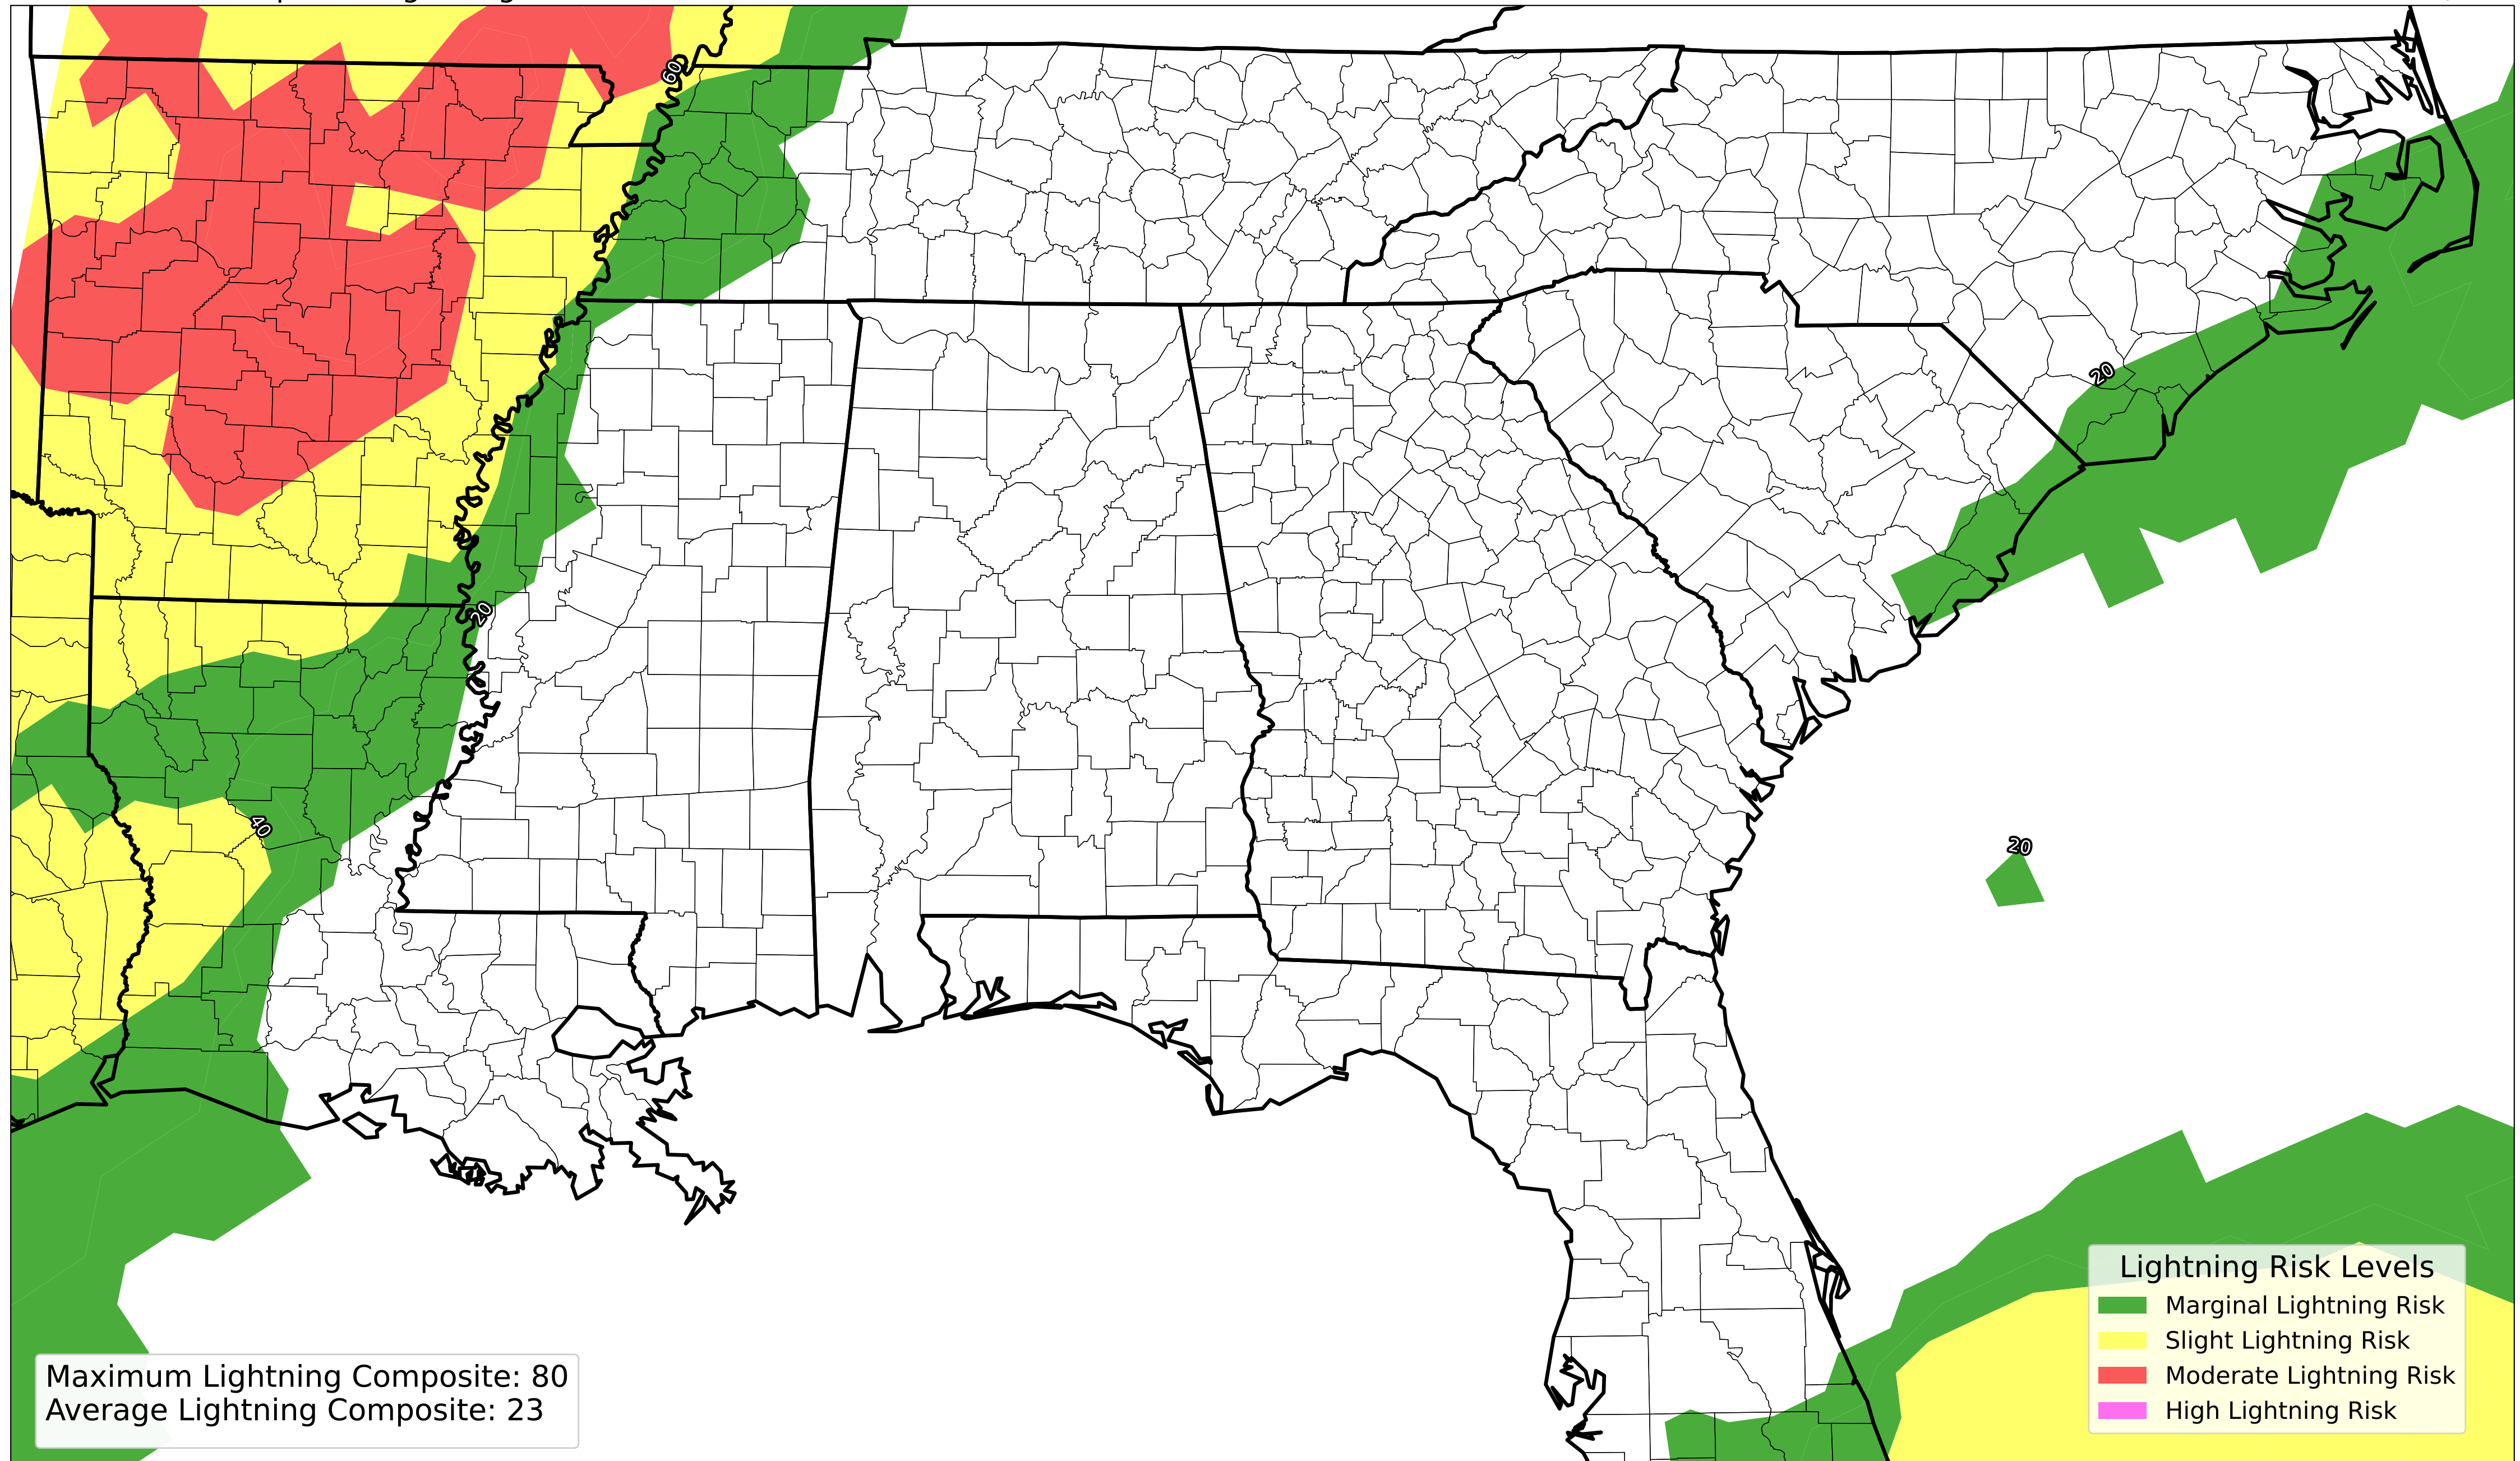 60
20
20
40
20
Lightning Risk Levels
Marginal Lightning Risk
Slight Lightning Risk
Moderate Lightning Risk
High Lightning Risk
Maximum Lightning Composite: 80
Average Lightning Composite: 23